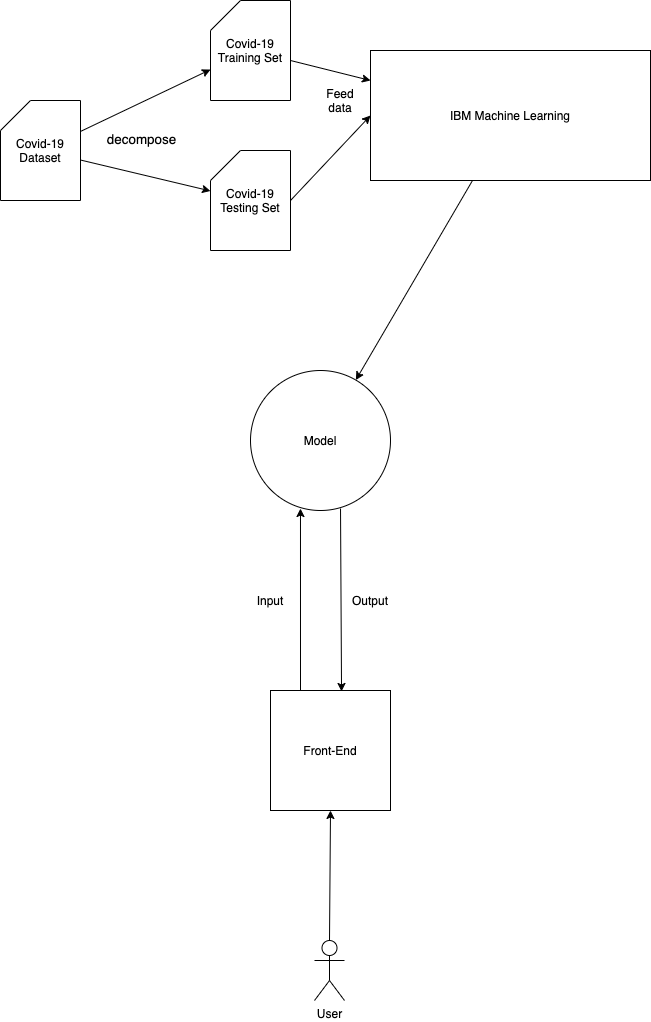 Covid-19
Training Set
Feed
data
IBM Machine Learning
Covid-19
Dataset
decompose
Covid-19
Testing Set
Model
Input
Output
Front-End
User